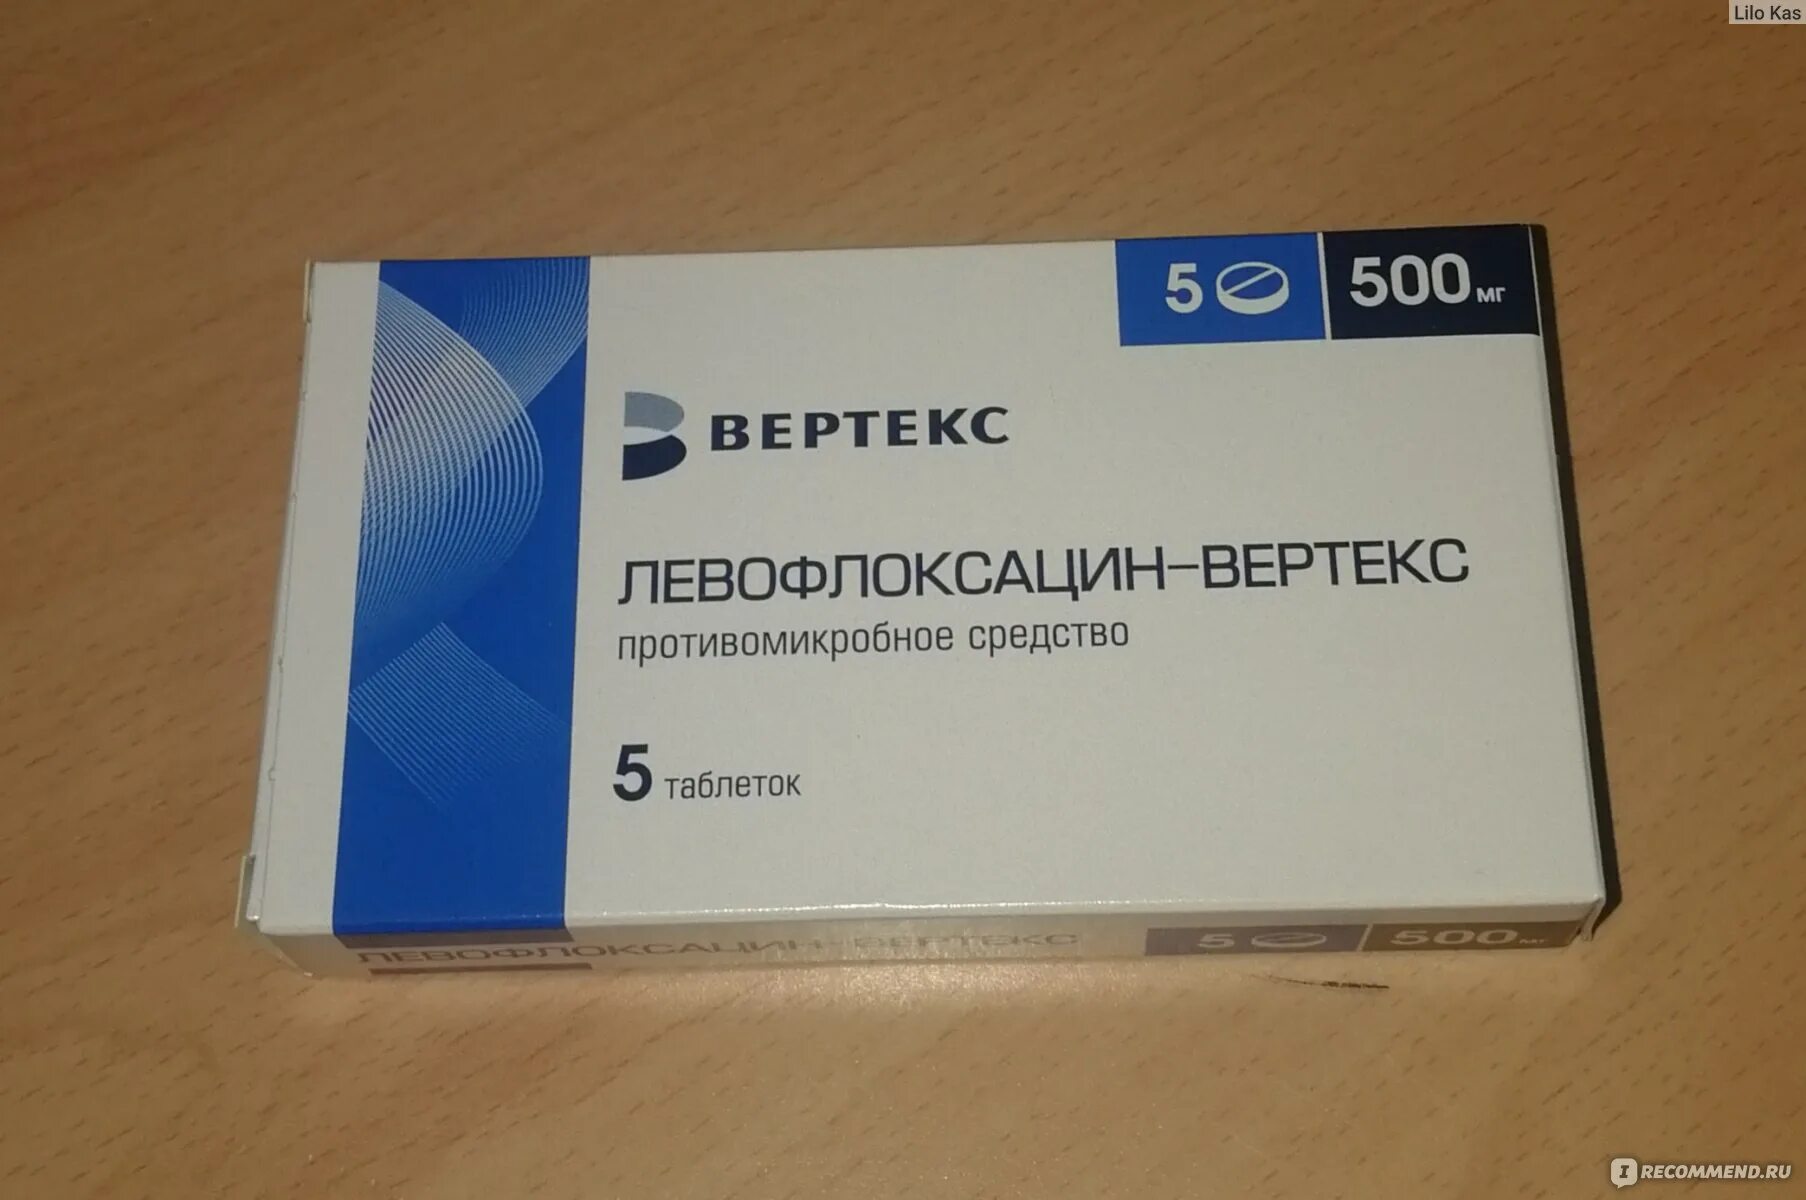 Lilo Kas
5 500 мг
ВЕРТЕКС
ЛЕВОФЛОКСАЦИН-ВЕРТЕКС
противомикробное средство
5 таблеток
ЛЕВОФЛОКСАЦИН-ВЕРТЕКС 5 500 мг
I RECOMMEND.RU